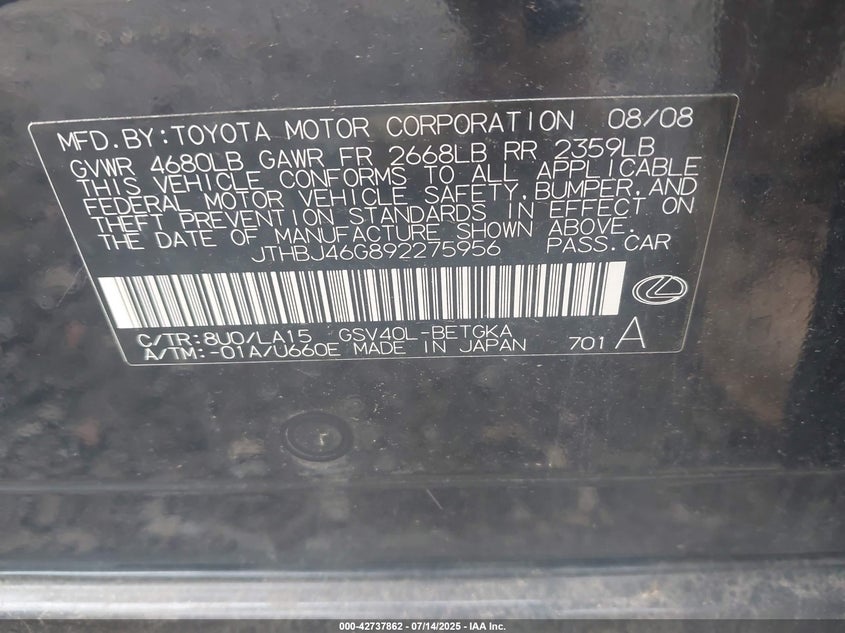 MFD.BY:TOYOTA MOTOR CORPORATION 08/08
GVWR 4680LB GAWR FR 2668LB RR 2359LB
THIS VEHICLE CONFORMS TO ALL APPLICABLE
FEDERAL MOTOR VEHICLE SAFETY,BUMPER,AND
THEFT PREVENTION STANDARDS IN EFFECT ON
THE DATE OF MANUFACTURE SHOWN ABOVE.
JTHBJ46G892275956 PASS.CAR
C/TR:8U0/LA15 GSV40L-BETGKA
A/TM:-01A/U660E MADE IN JAPAN 701 A
000-42737862 - 07/14/2025 - IAA Inc.